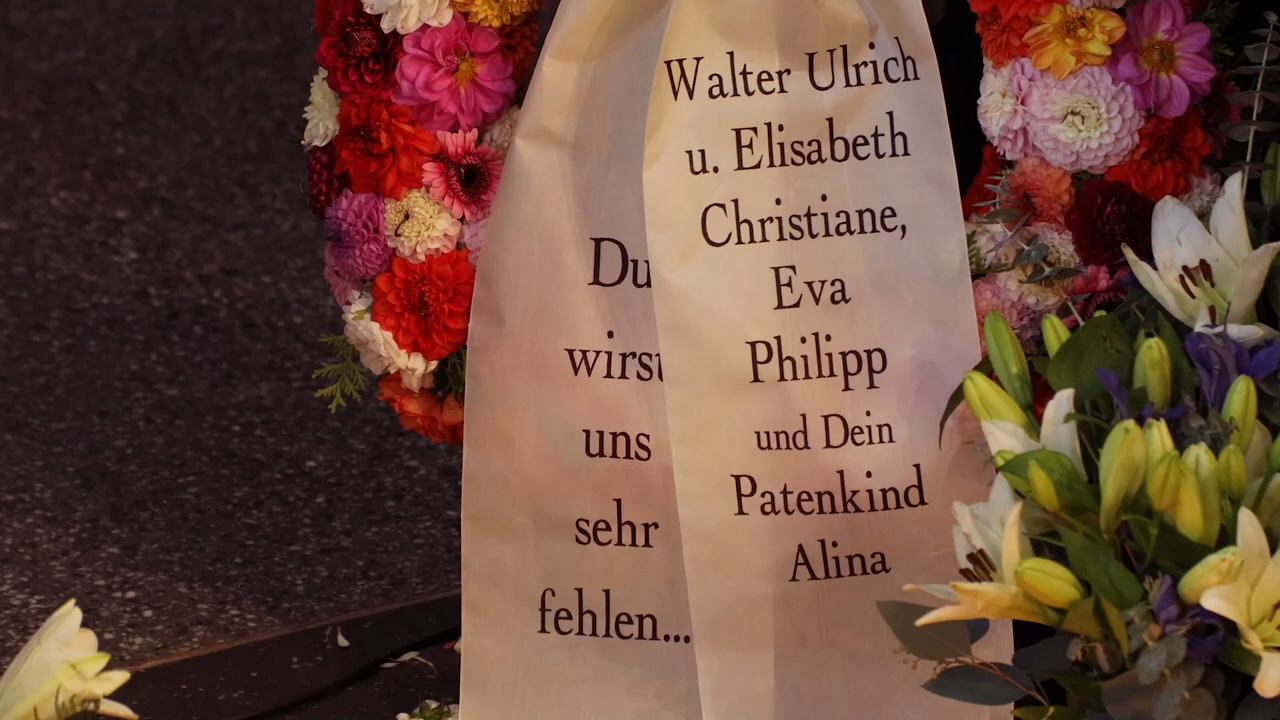 Du
wirst
uns
sehr
fehlen...
Walter Ulrich
u. Elisabeth
Christiane,
Eva
Philipp
und Dein
Patenkind
Alina